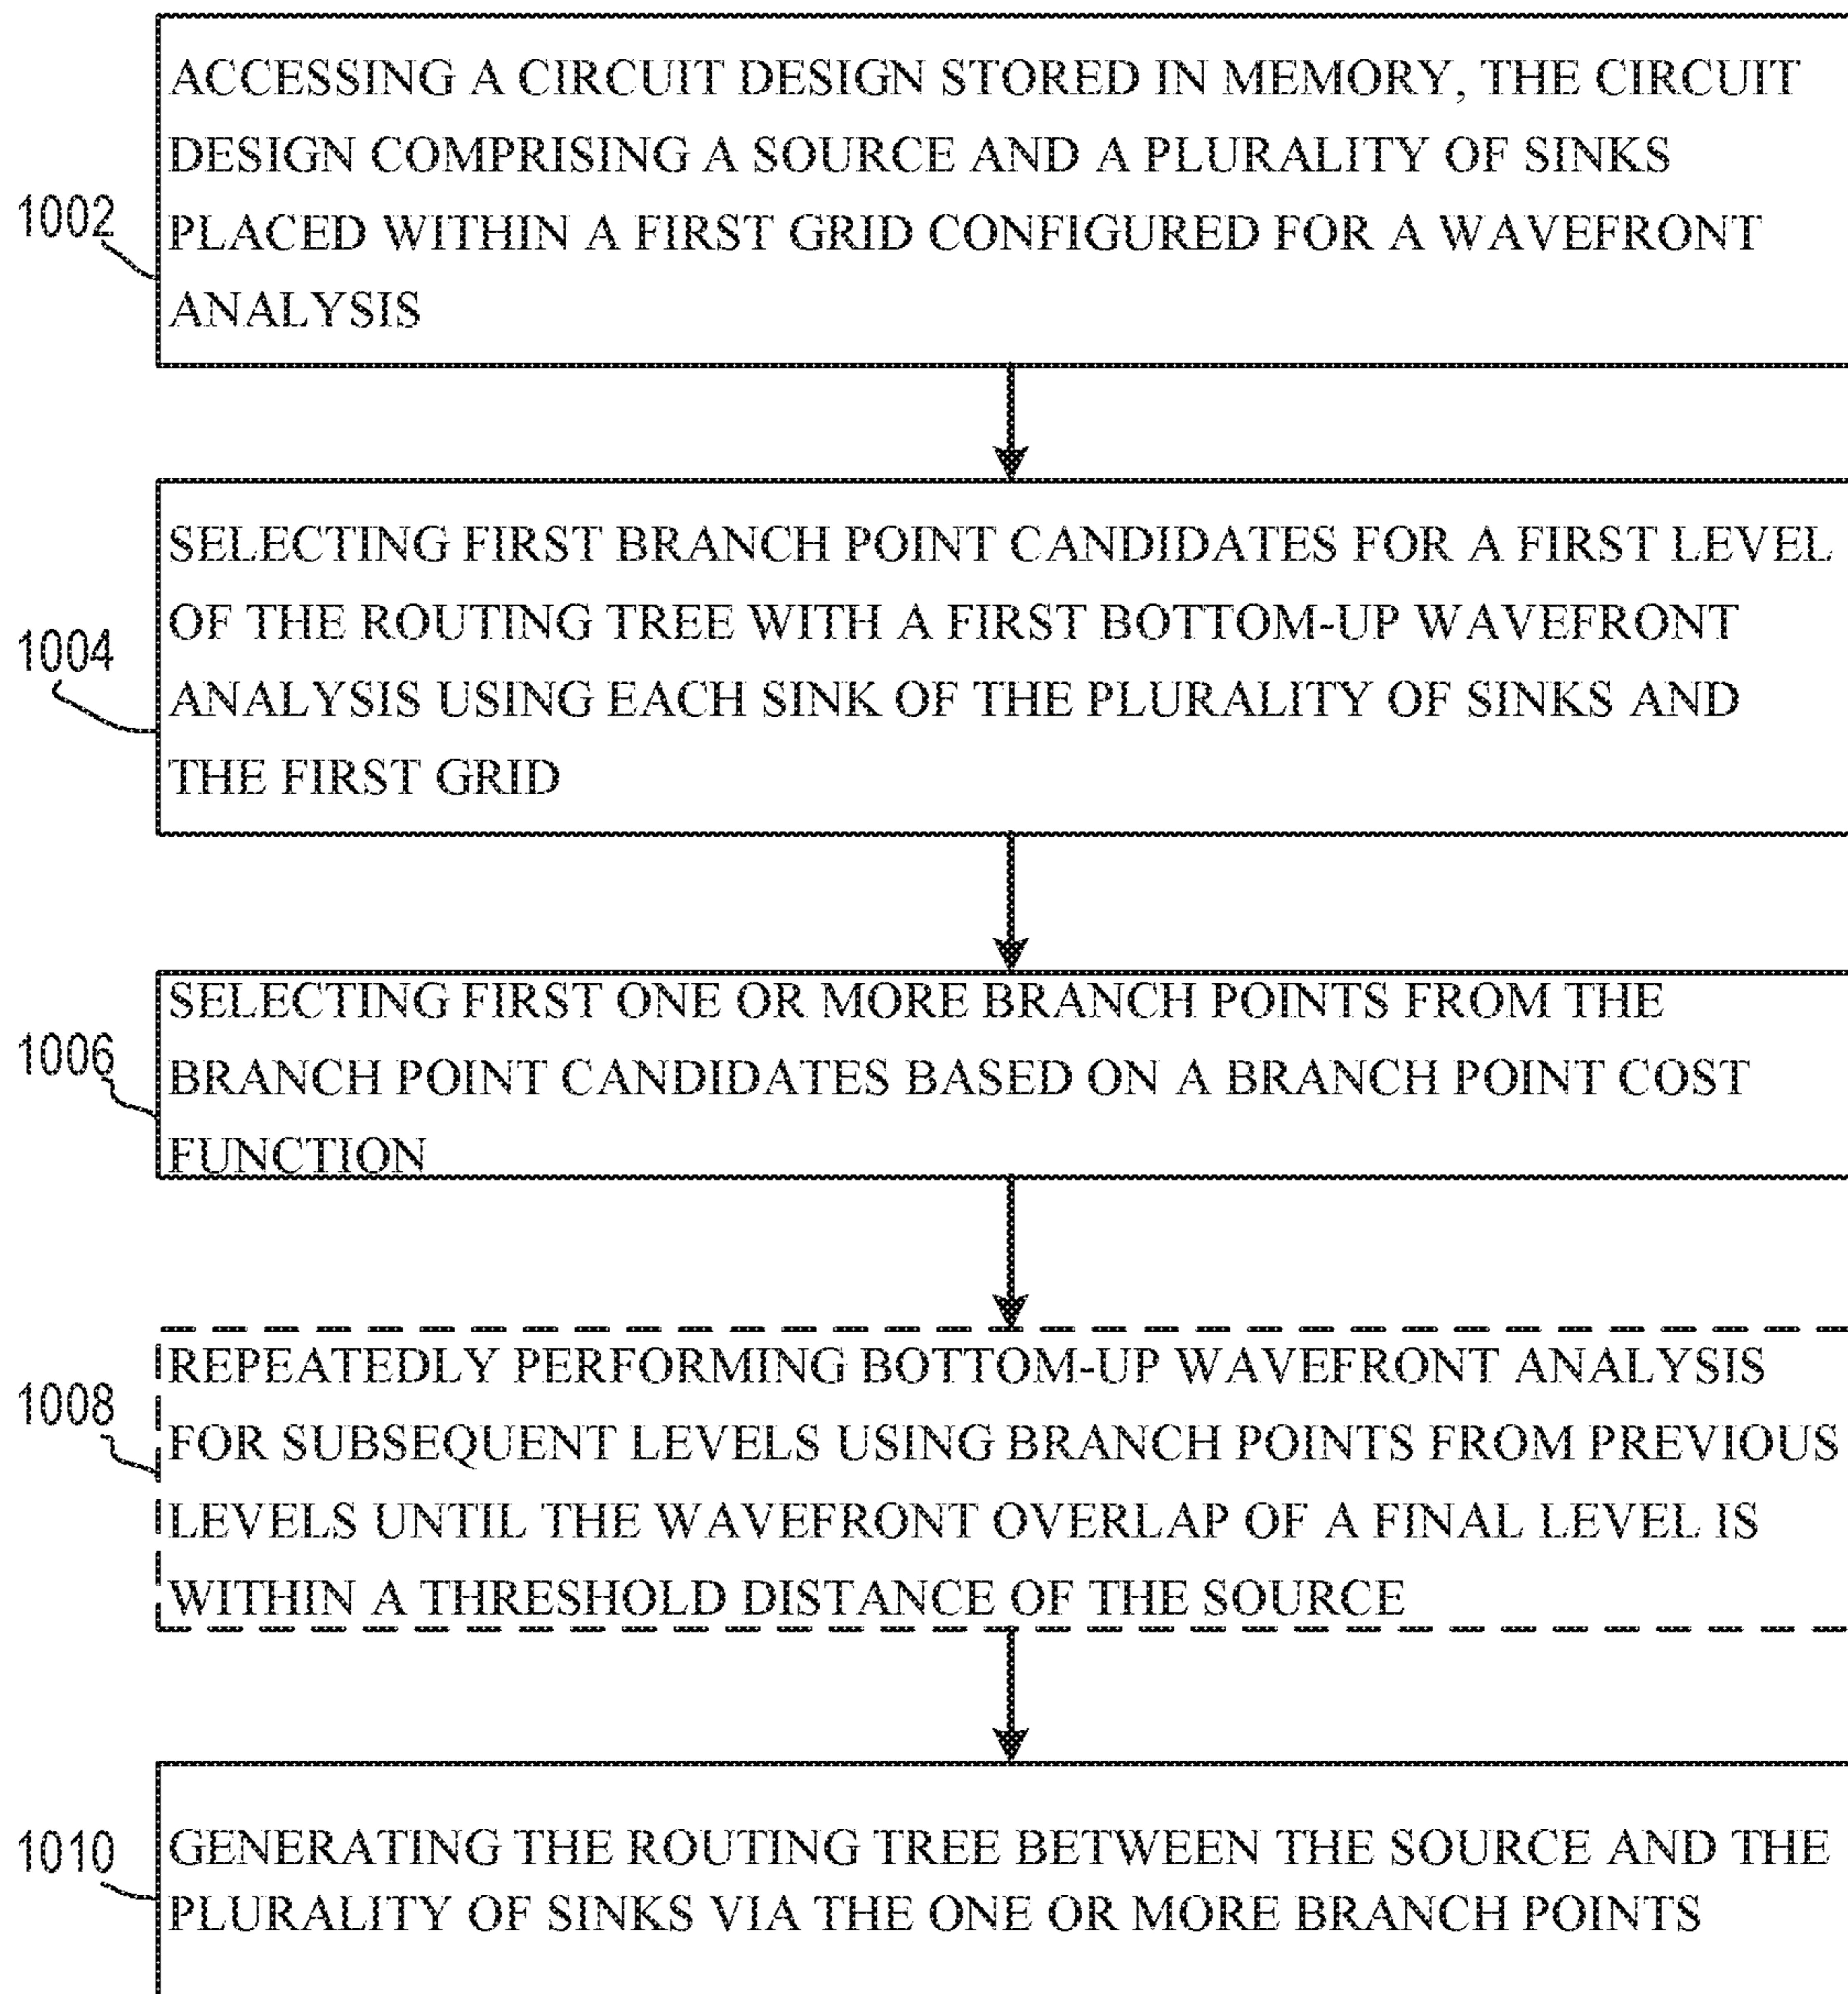 ACCESSING A CIRCUIT DESIGN STORED IN MEMORY, THE CIRCUIT
DESIGN COMPRISING A SOURCE AND A PLURALITY OF SINKS
1002
PLACED WITHIN A FIRST GRID CONFIGURED FOR A WAVEFRONT
ANALYSIS
SELECTING FIRST BRANCH POINT CANDIDATES FOR A FIRST LEVEL
OF THE ROUTING TREE WITH A FIRST BOTTOM-UP WAVEFRONT
1004
ANALYSIS USING EACH SINK OF THE PLURALITY OF SINKS AND
THE FIRST GRID
SELECTING FIRST ONE OR MORE BRANCH POINTS FROM THE
1006
BRANCH POINT CANDIDATES BASED ON A BRANCH POINT COST
FUNCTION
REPEATEDLY PERFORMING BOTTOM-UP WAVEFRONT ANALYSIS
1008
FOR SUBSEQUENT LEVELS USING BRANCH POINTS FROM PREVIOUS
LEVELS UNTIL THE WAVEFRONT OVERLAP OF A FINAL LEVEL IS
WITHIN A THRESHOLD DISTANCE OF THE SOURCE
1010
GENERATING THE ROUTING TREE BETWEEN THE SOURCE AND THE
PLURALITY OF SINKS VIA THE ONE OR MORE BRANCH POINTS